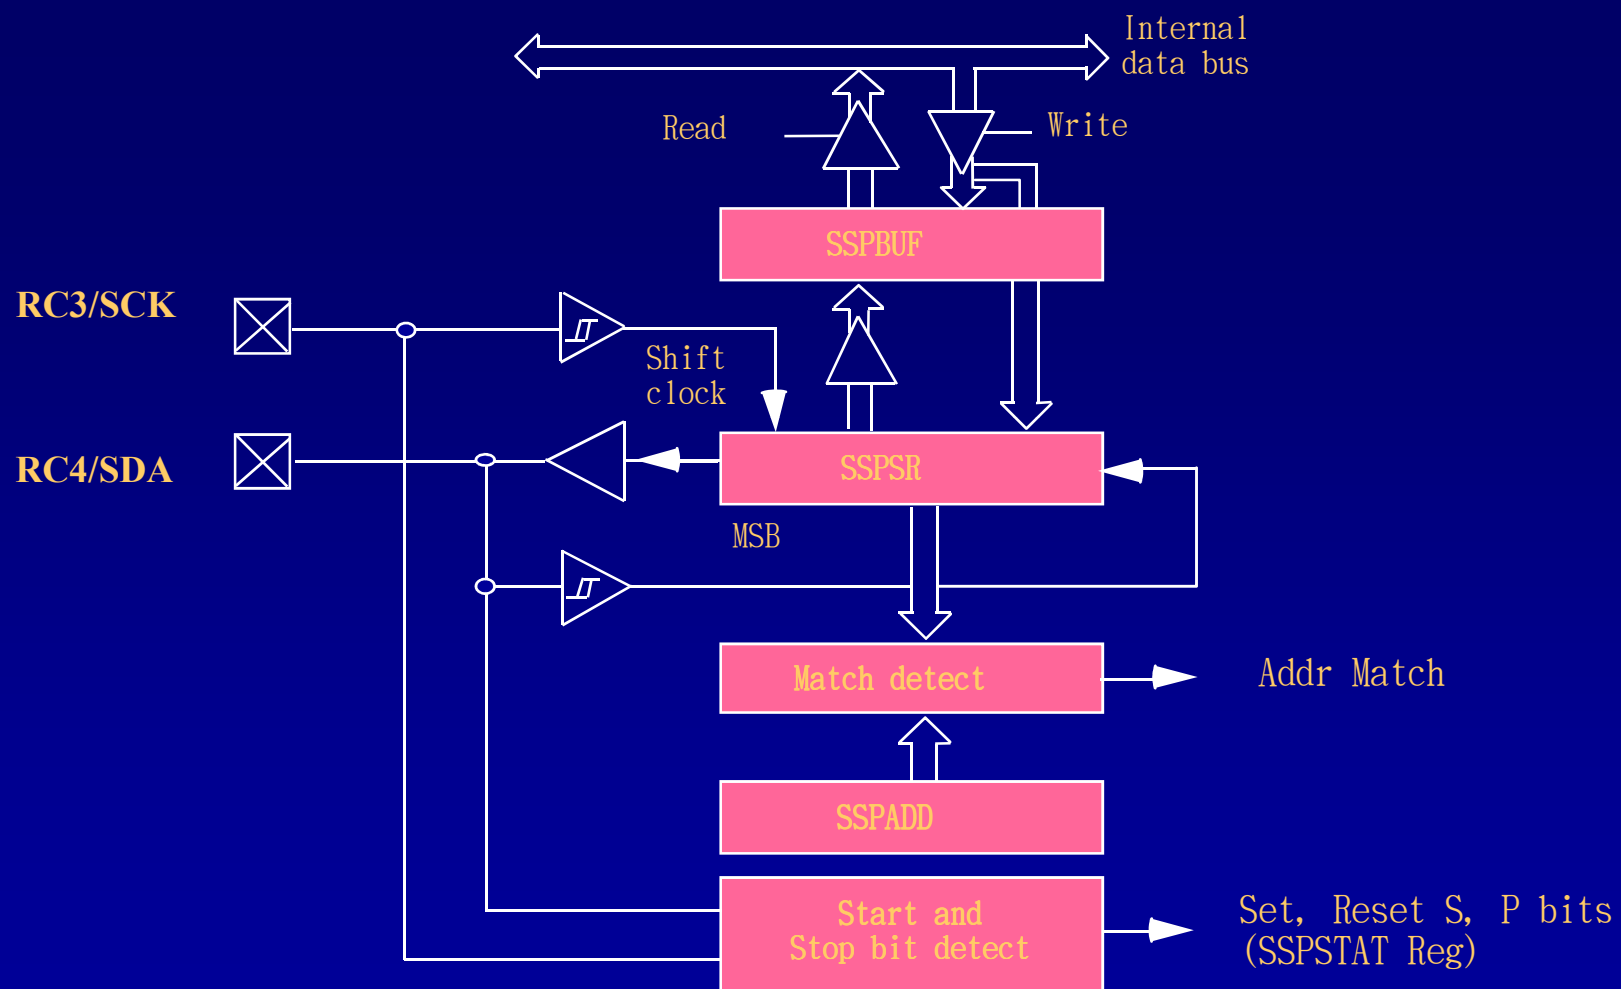 Internal
data bus
Read
Write
SSPBUF
RC3/SCK
Shift
clock
RC4/SDA
SSPSR
MSB
Match detect
Addr Match
SSPADD
Start and
Stop bit detect
Set, Reset S, P bits
(SSPSTAT Reg)